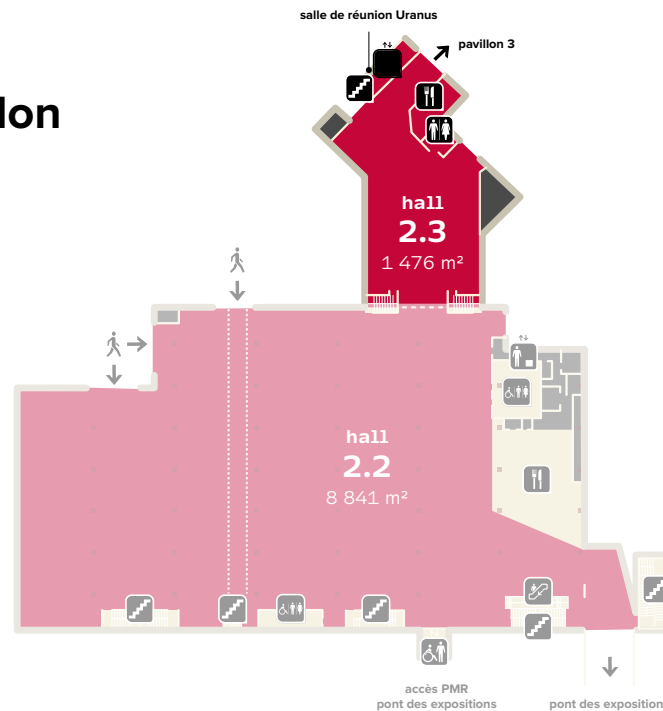 salle de réunion Uranus
pavillon 3
lon
hall
2.3
1 476 m²
hall
2.2
8 841 m²
accès PMR
pont des expositions
pont des exposition